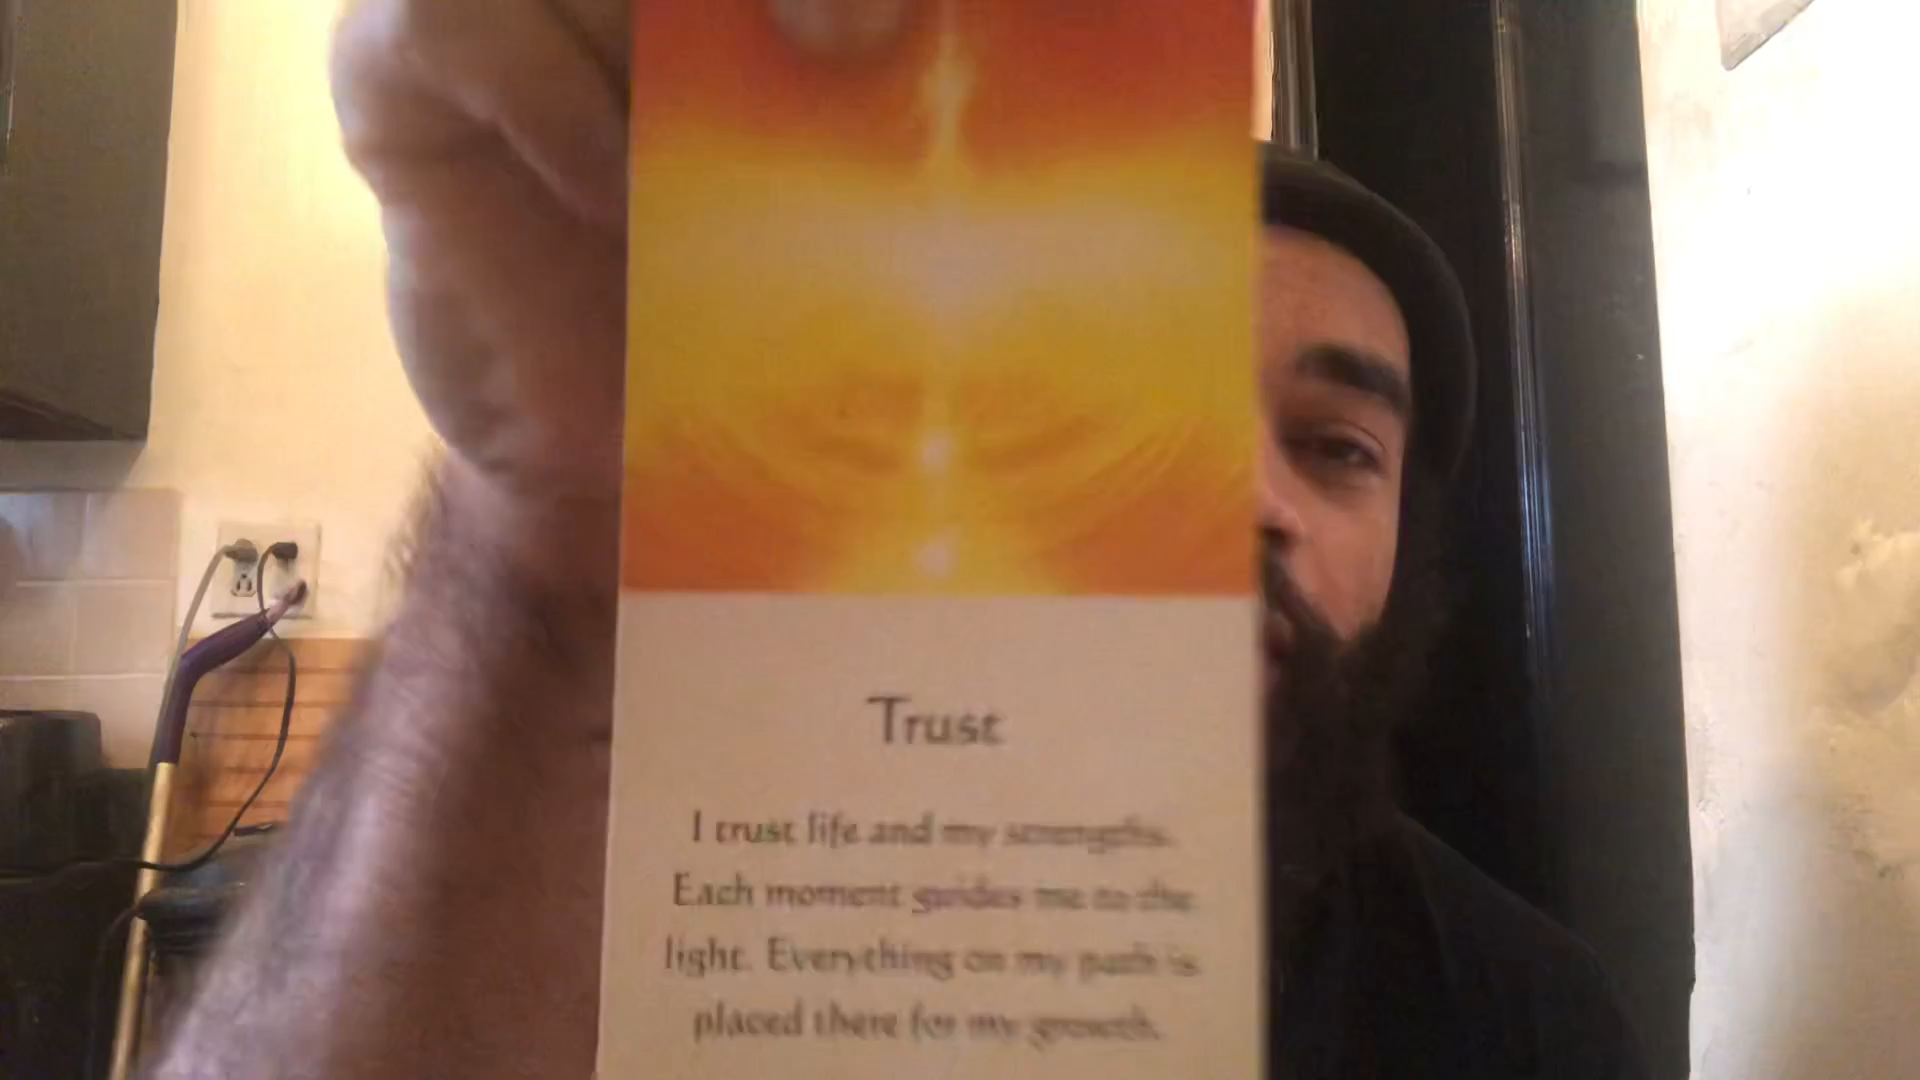 Trust
I trust life and my strengths.
Each moment guides me to the
light. Everything on my path is
placed there for my growth.